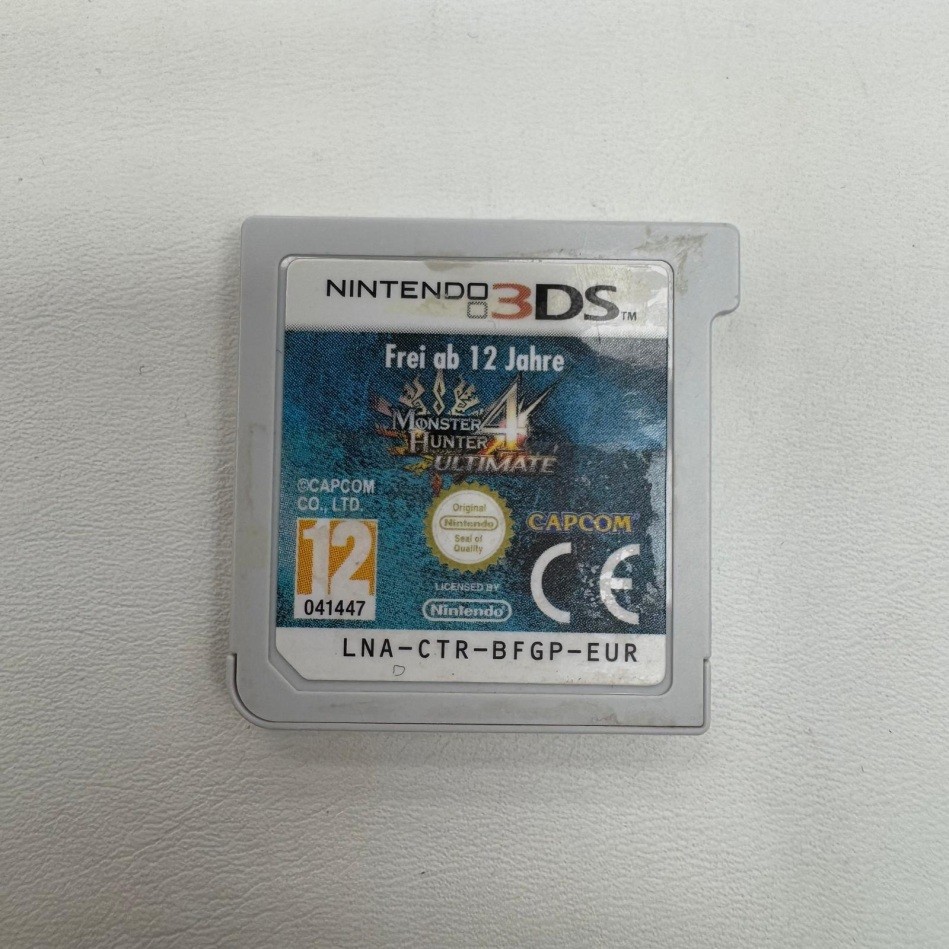 NINTENDO 3DS™
Frei ab 12 Jahre
MONSTER
HUNTER 4
ULTIMATE
©CAPCOM
CO., LTD.
12
041447
Original
Nintendo
Seal of
Quality
LICENSED BY
Nintendo®
CAPCOM
CE
LNA-CTR-BFGP-EUR